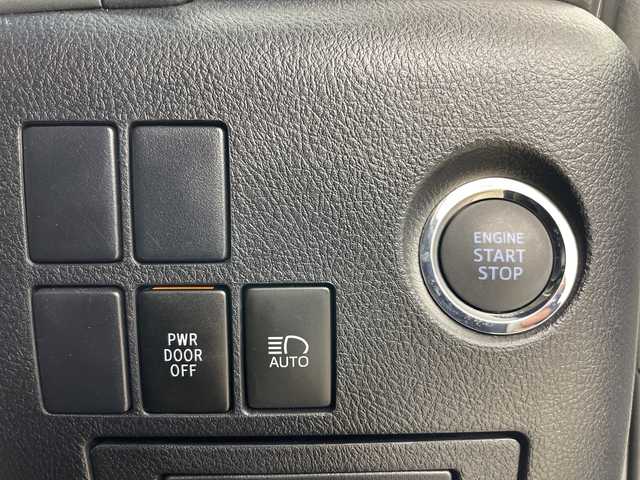 ENGINE
START
STOP
PWR
DOOR
OFF
AUTO